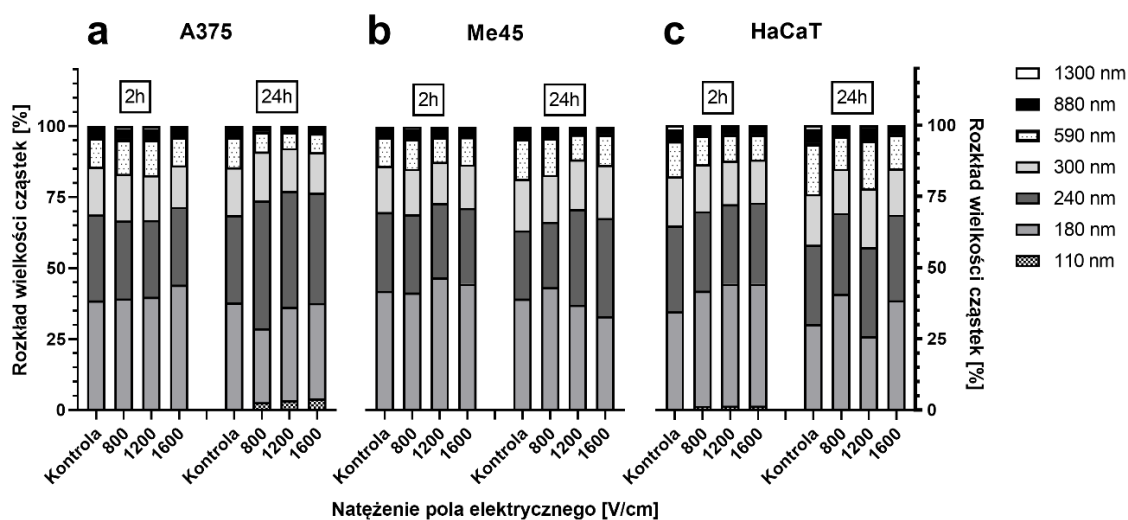 a A375
b Me45
c HaCaT
2h 24h 2h 24h 2h 24h
Rozkład wielkości cząstek [%]
100
75
50
25
0
Kontrola 800 1200 1600 Kontrola 800 1200 1600
Kontrola 800 1200 1600 Kontrola 800 1200 1600
Kontrola 800 1200 1600 Kontrola 800 1200 1600
100
75
50
25
0
Rozkład wielkości cząstek [%]
Natężenie pola elektrycznego [V/cm]
1300 nm
880 nm
590 nm
300 nm
240 nm
180 nm
110 nm